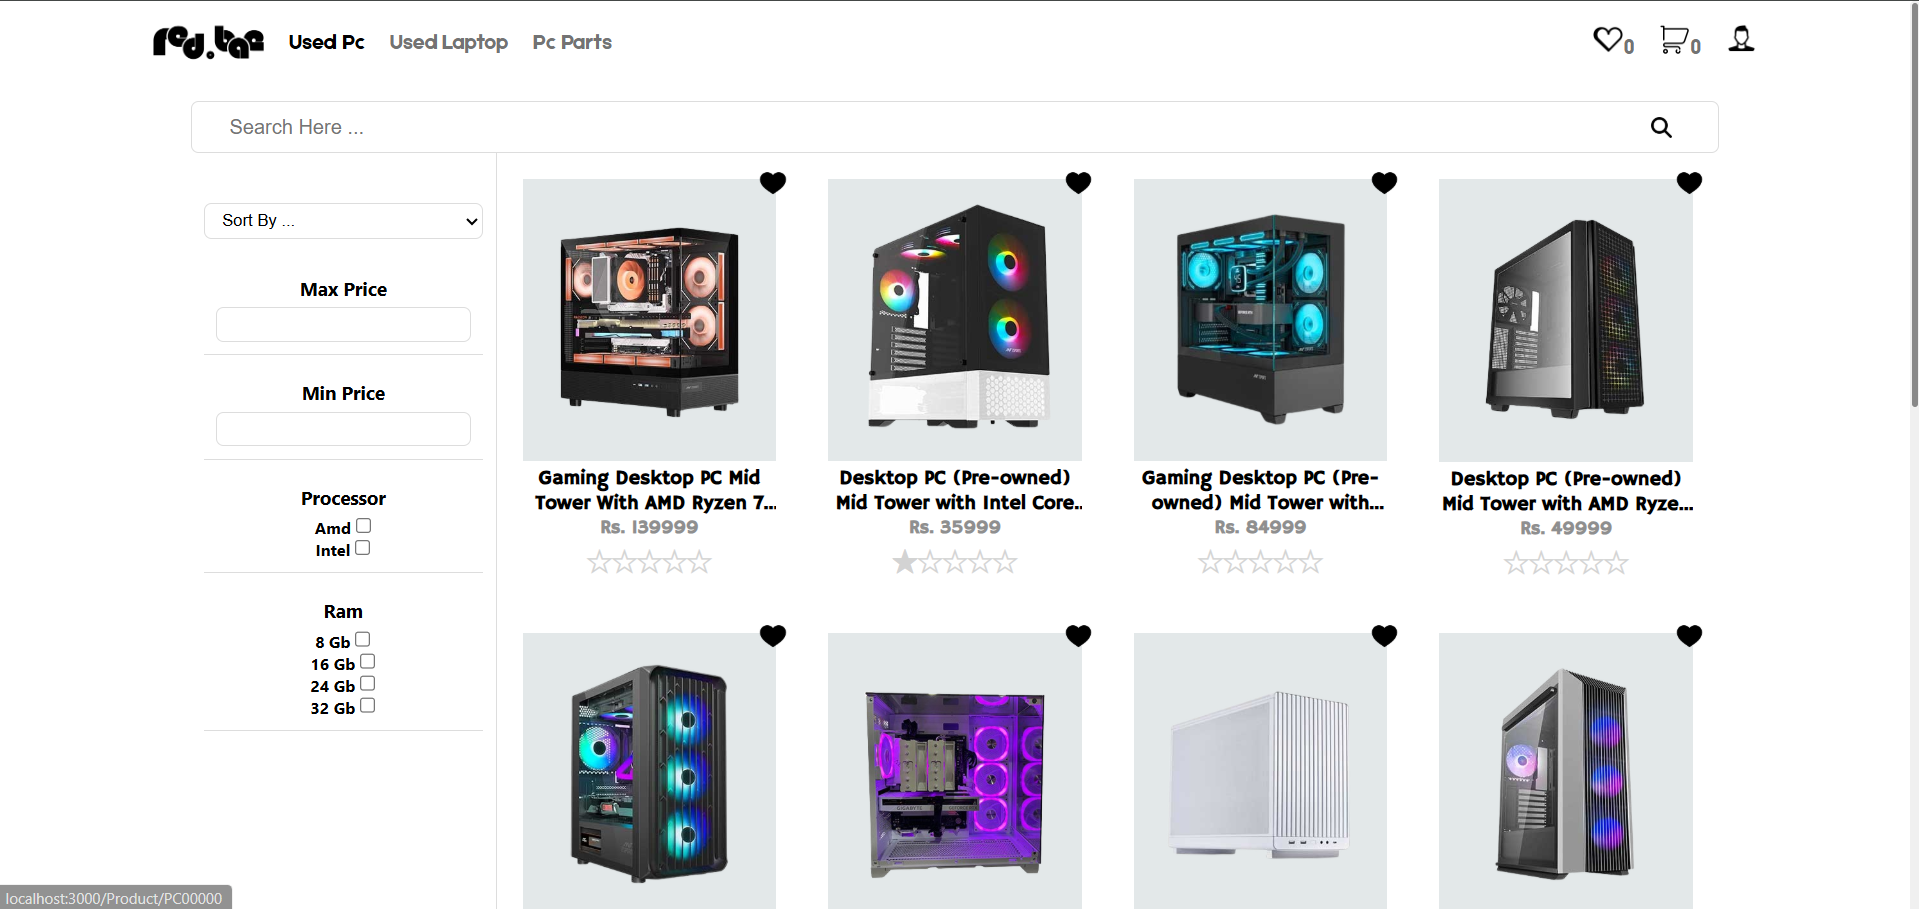 red.bae
Used Pc
Used Laptop
Pc Parts
0
0
Search Here ...
Sort By ...
Max Price
Min Price
Processor
Amd
Intel
Ram
8 Gb
16 Gb
24 Gb
32 Gb
Gaming Desktop PC Mid
Tower With AMD Ryzen 7...
Rs. 139999
Desktop PC (Pre-owned)
Mid Tower with Intel Core..
Rs. 35999
Gaming Desktop PC (Pre-
owned) Mid Tower with...
Rs. 84999
Desktop PC (Pre-owned)
Mid Tower with AMD Ryze...
Rs. 49999
GIGABYTE
localhost:3000/Product/PC00000